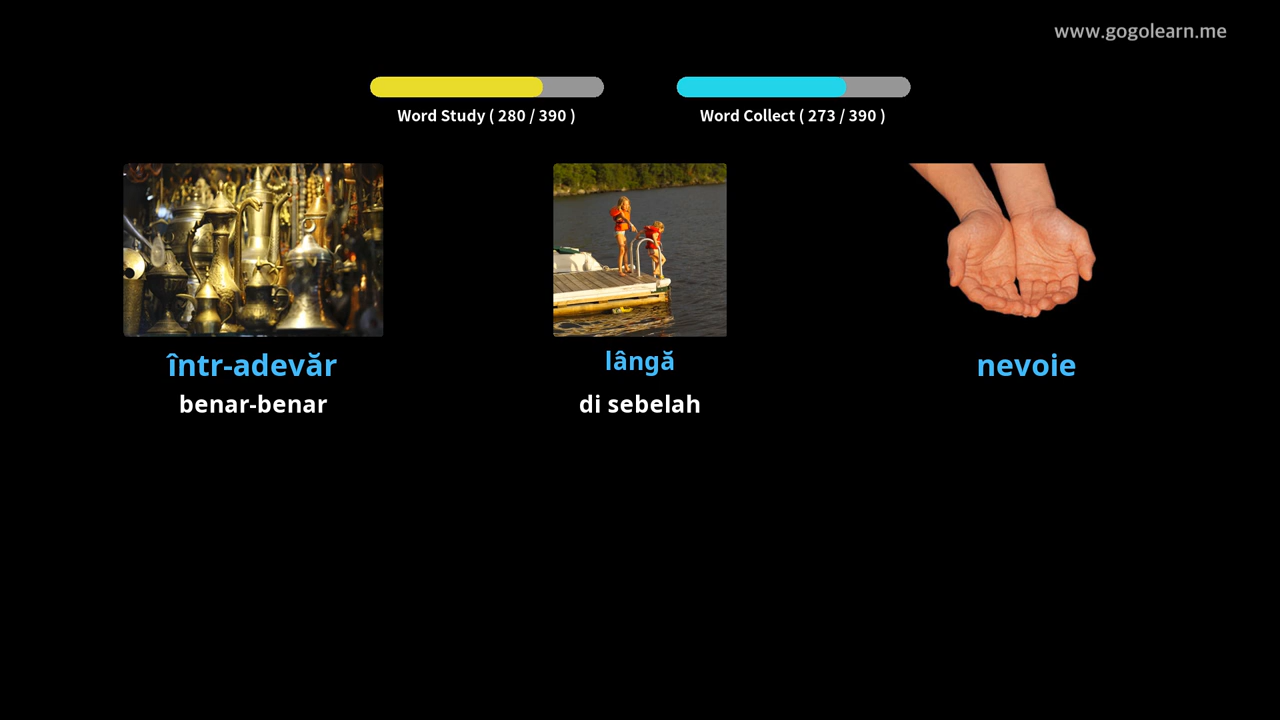 www.gogolearn.me
Word Study ( 280 / 390 )
Word Collect ( 273 / 390 )
într-adevăr
benar-benar
lângă
di sebelah
nevoie